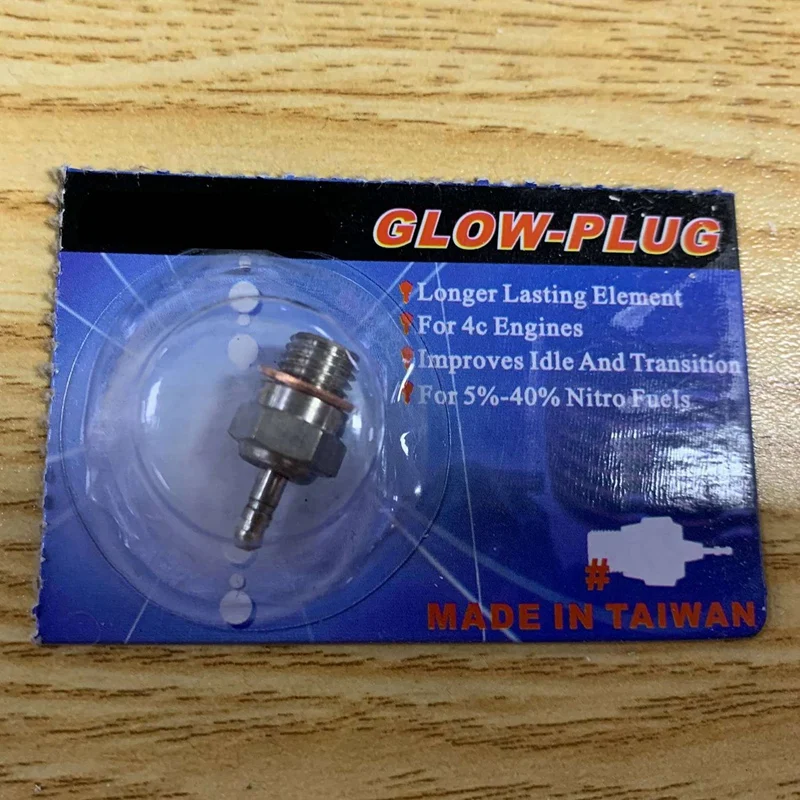 GLOW-PLUG
Longer Lasting Element
For 4c Engines
Improves Idle And Transition
For 5%-40% Nitro Fuels
#
MADE IN TAIWAN